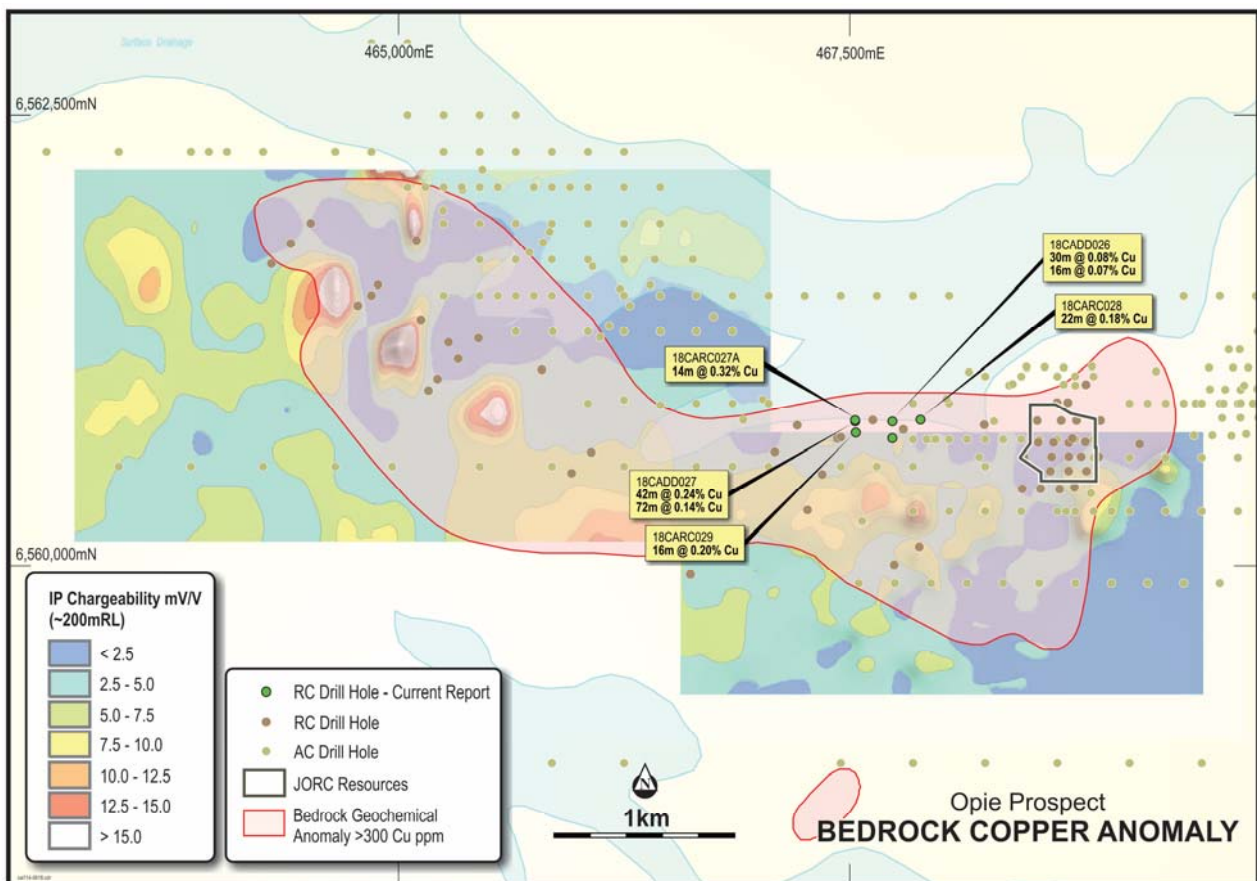 Surface Drainage
465,000mE
467,500mE
6,562,500mN
18CADD026
30m @ 0.08% Cu
16m @ 0.07% Cu
18CARC028
22m @ 0.18% Cu
18CARC027A
14m @ 0.32% Cu
18CADD027
42m @ 0.24% Cu
72m @ 0.14% Cu
18CARC029
16m @ 0.20% Cu
6,560,000mN
IP Chargeability mV/V
(~200mRL)
< 2.5
2.5 - 5.0
5.0 - 7.5
7.5 - 10.0
10.0 - 12.5
12.5 - 15.0
> 15.0
RC Drill Hole - Current Report
RC Drill Hole
AC Drill Hole
JORC Resources
Bedrock Geochemical
Anomaly >300 Cu ppm
N
1km
Opie Prospect
BEDROCK COPPER ANOMALY